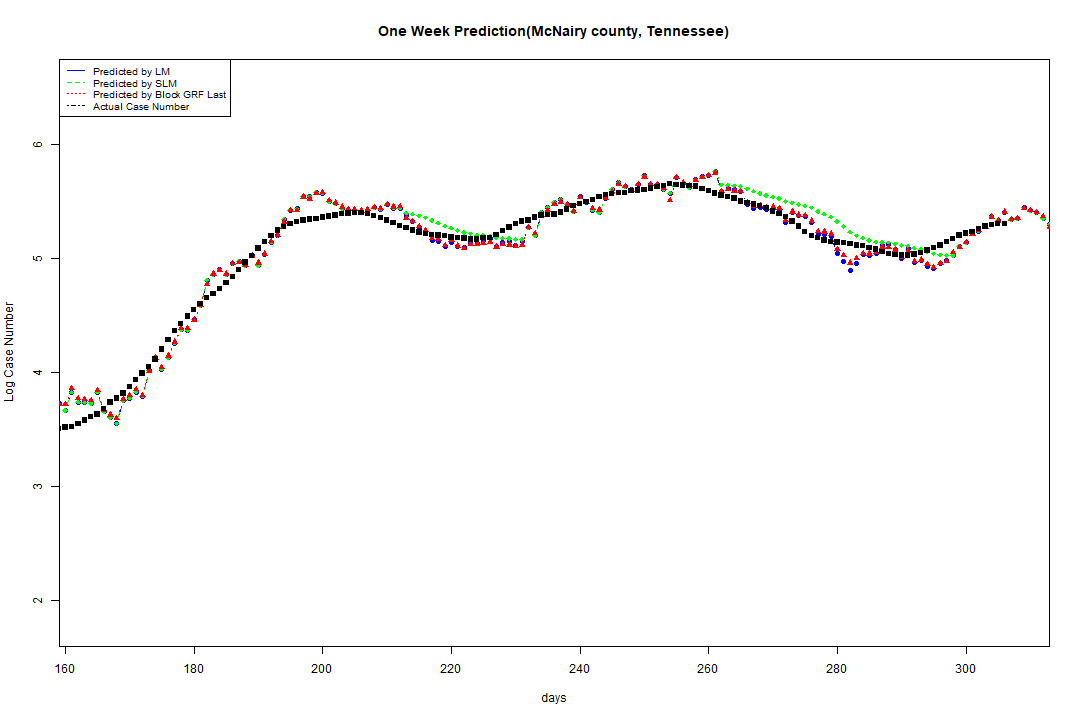 One Week Prediction(McNairy county, Tennessee)
Predicted by LM
Predicted by SLM
Predicted by Block GRF Last
Actual Case Number
6
5
4
3
2
Log Case Number
160 180 200 220 240 260 280 300
days